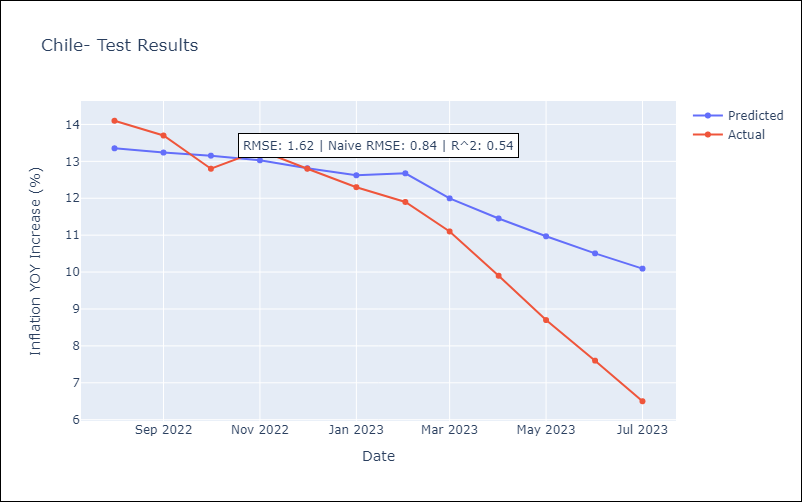 Chile- Test Results
Predicted
Actual
RMSE: 1.62 | Naive RMSE: 0.84 | R^2: 0.54
Inflation YOY Increase (%)
14
13
12
11
10
9
8
7
6
Sep 2022
Nov 2022
Jan 2023
Mar 2023
May 2023
Jul 2023
Date